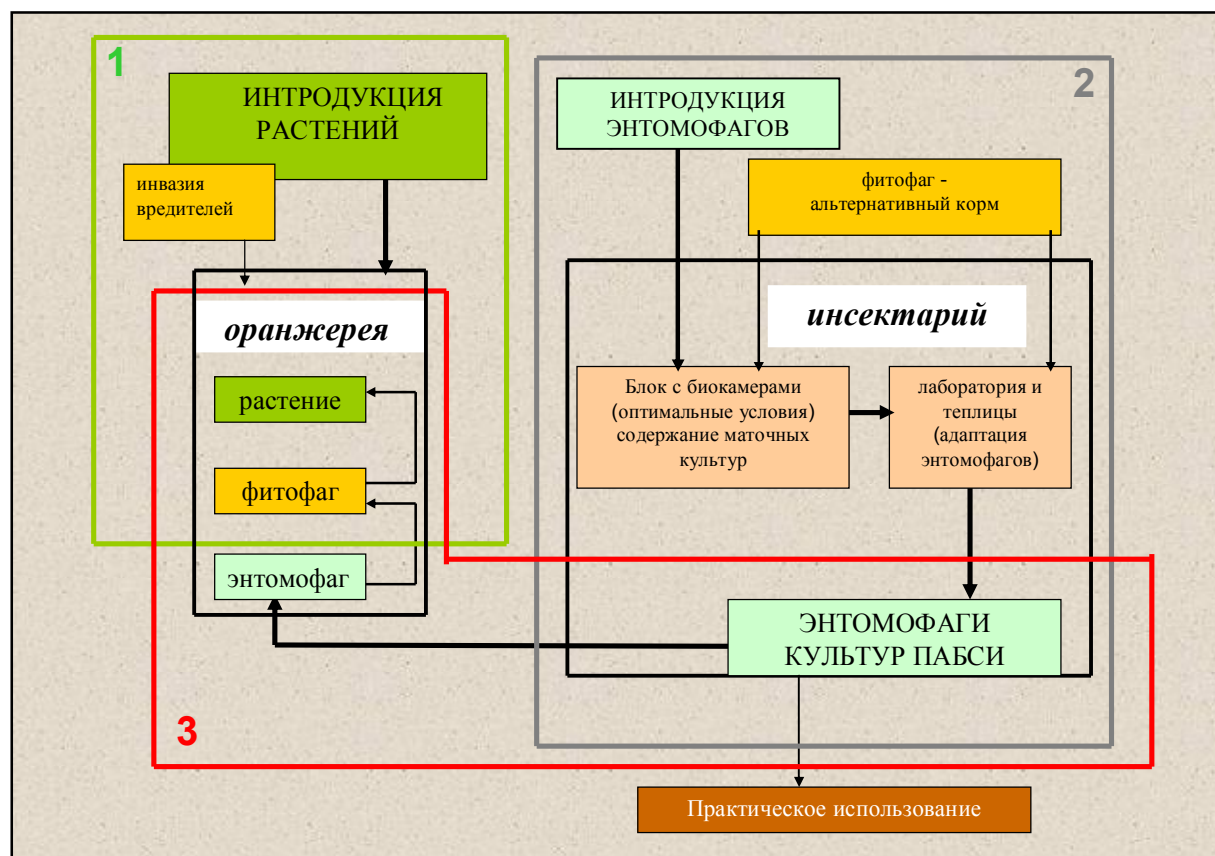 1
ИНТРОДУКЦИЯ
РАСТЕНИЙ
инвазия
вредителей
оранжерея
растение
фитофаг
энтомофаг
2
ИНТРОДУКЦИЯ
ЭНТОМОФАГОВ
фитофаг -
альтернативный корм
инсектарий
Блок с биокамерами
(оптимальные условия)
содержание маточных
культур
лаборатория и
теплицы
(адаптация
энтомофагов)
ЭНТОМОФАГИ
КУЛЬТУР ПАБСИ
3
Практическое использование